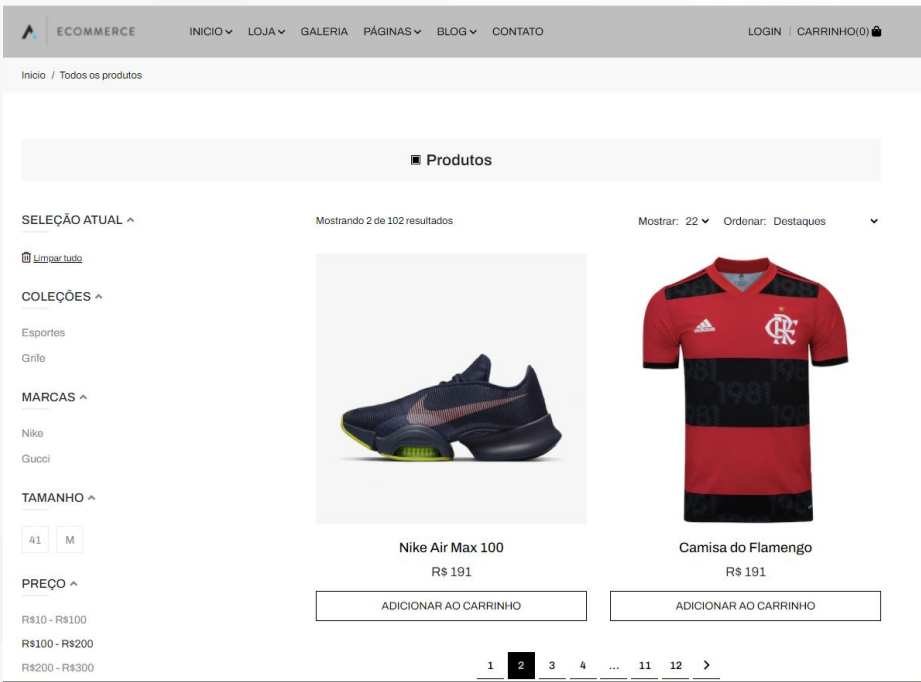 ECOMMERCE INICIO LOJA GALERIA PÁGINAS BLOG CONTATO LOGIN CARRINHO(0)
Inicio / Todos os produtos
Produtos
SELEÇÃO ATUAL
Limpar tudo
COLEÇÕES
Esportes
Grife
MARCAS
Nike
Gucci
TAMANHO
41 M
PREÇO
R$10 - R$100
R$100 - R$200
R$200 - R$300
Mostrando 2 de 102 resultados Mostrar: 22 Ordenar: Destaques
adidas
CRF
1981
Nike Air Max 100
R$ 191
ADICIONAR AO CARRINHO
Camisa do Flamengo
R$ 191
ADICIONAR AO CARRINHO
1 2 3 4 ... 11 12